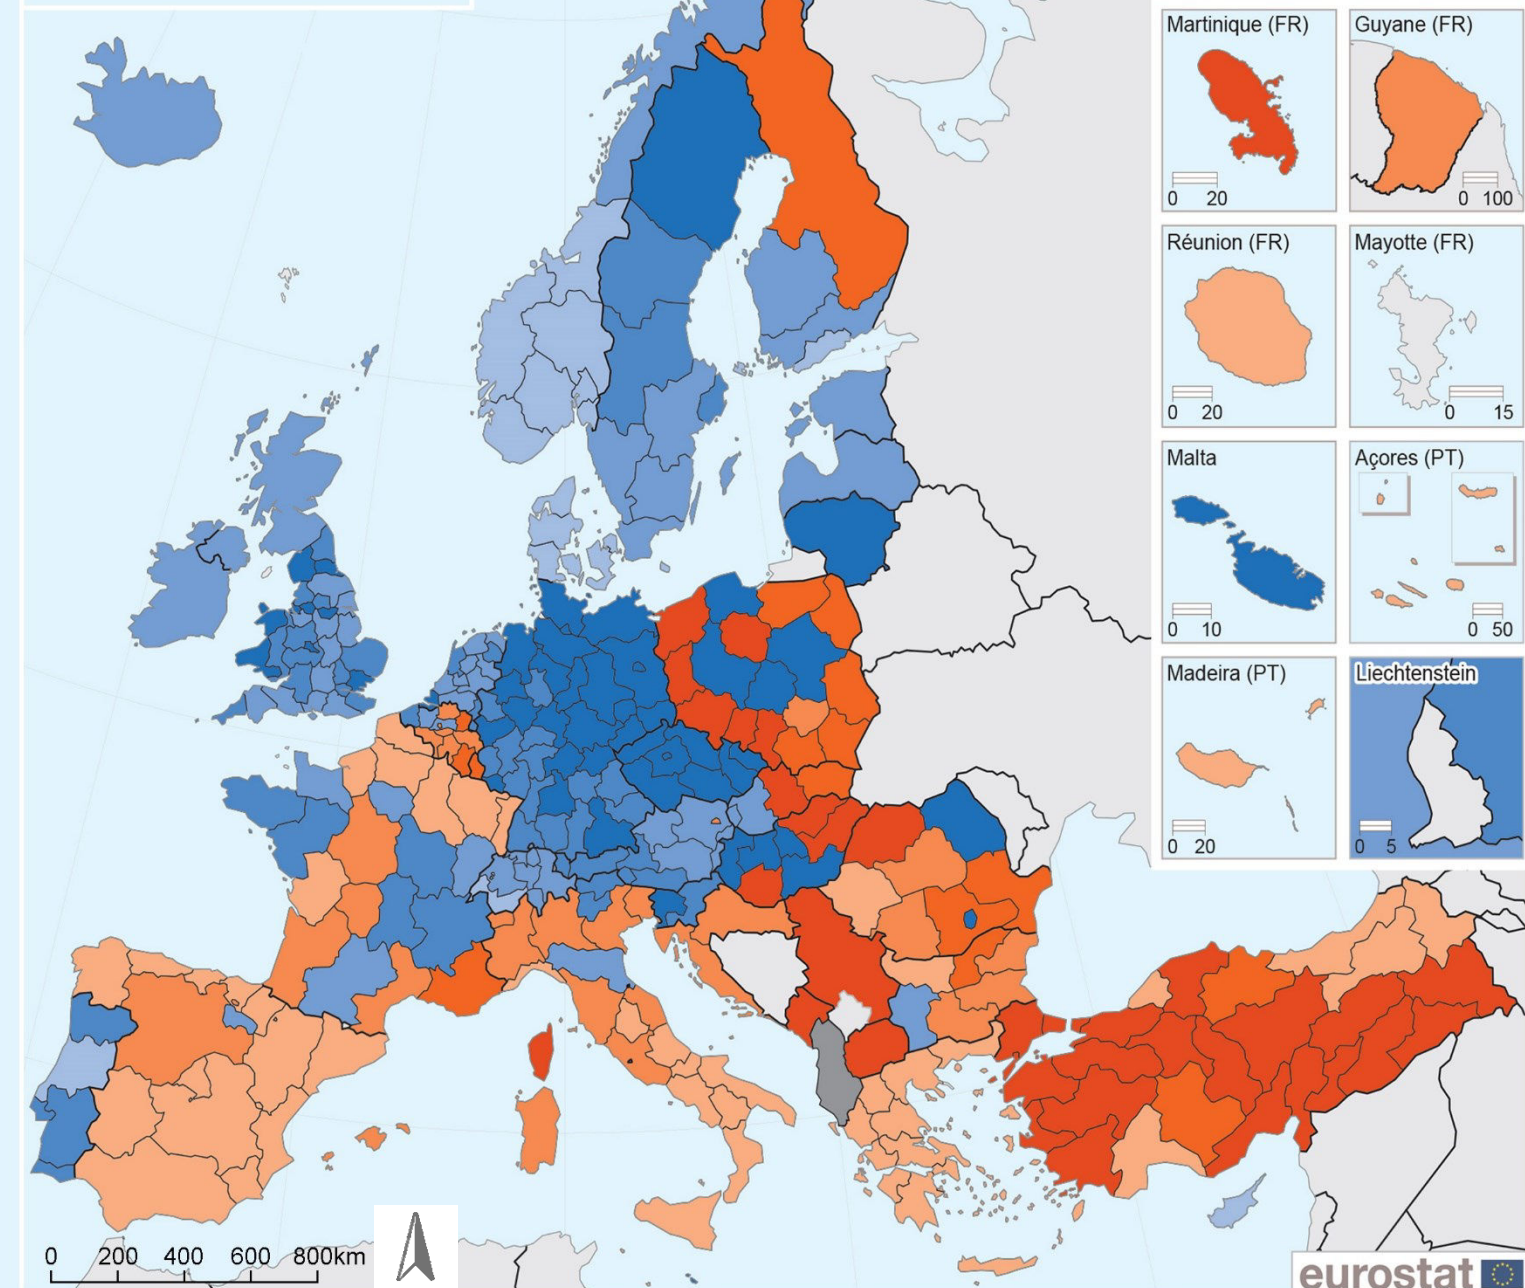 Martinique (FR)
0 20
Guyane (FR)
0 100
Réunion (FR)
0 20
Mayotte (FR)
0 15
Malta
0 10
Açores (PT)
0 50
Madeira (PT)
0 20
Liechtenstein
0 5
0 200 400 600 800km
eurostat